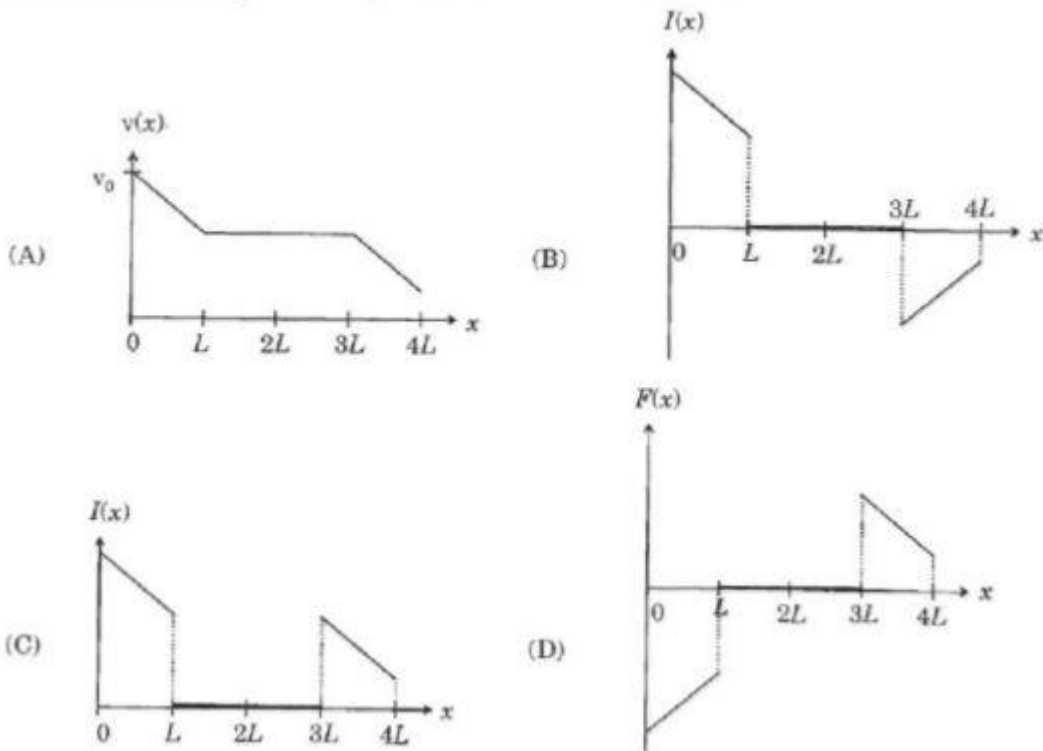 I(x)
v(x)
v₀
(A)
0 L 2L 3L 4L x
(B)
3L 4L
0 L 2L x
F(x)
I(x)
(C)
0 L 2L 3L 4L x
(D)
0 L 2L 3L 4L x